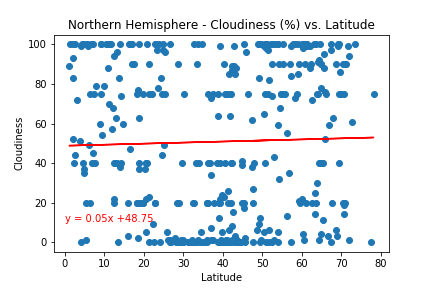 Northern Hemisphere - Cloudiness (%) vs. Latitude
100
80
60
40
20
0
Cloudiness
y = 0.05x +48.75
0 10 20 30 40 50 60 70 80
Latitude